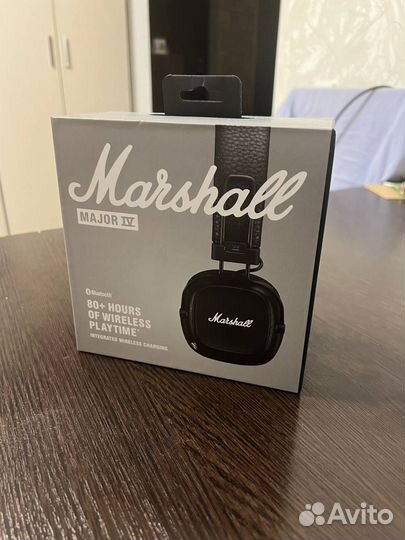 Marshall
MAJOR IV
Bluetooth
80+ HOURS
OF WIRELESS
PLAYTIME*
INTEGRATED WIRELESS CHARGING
Marshall
Avito